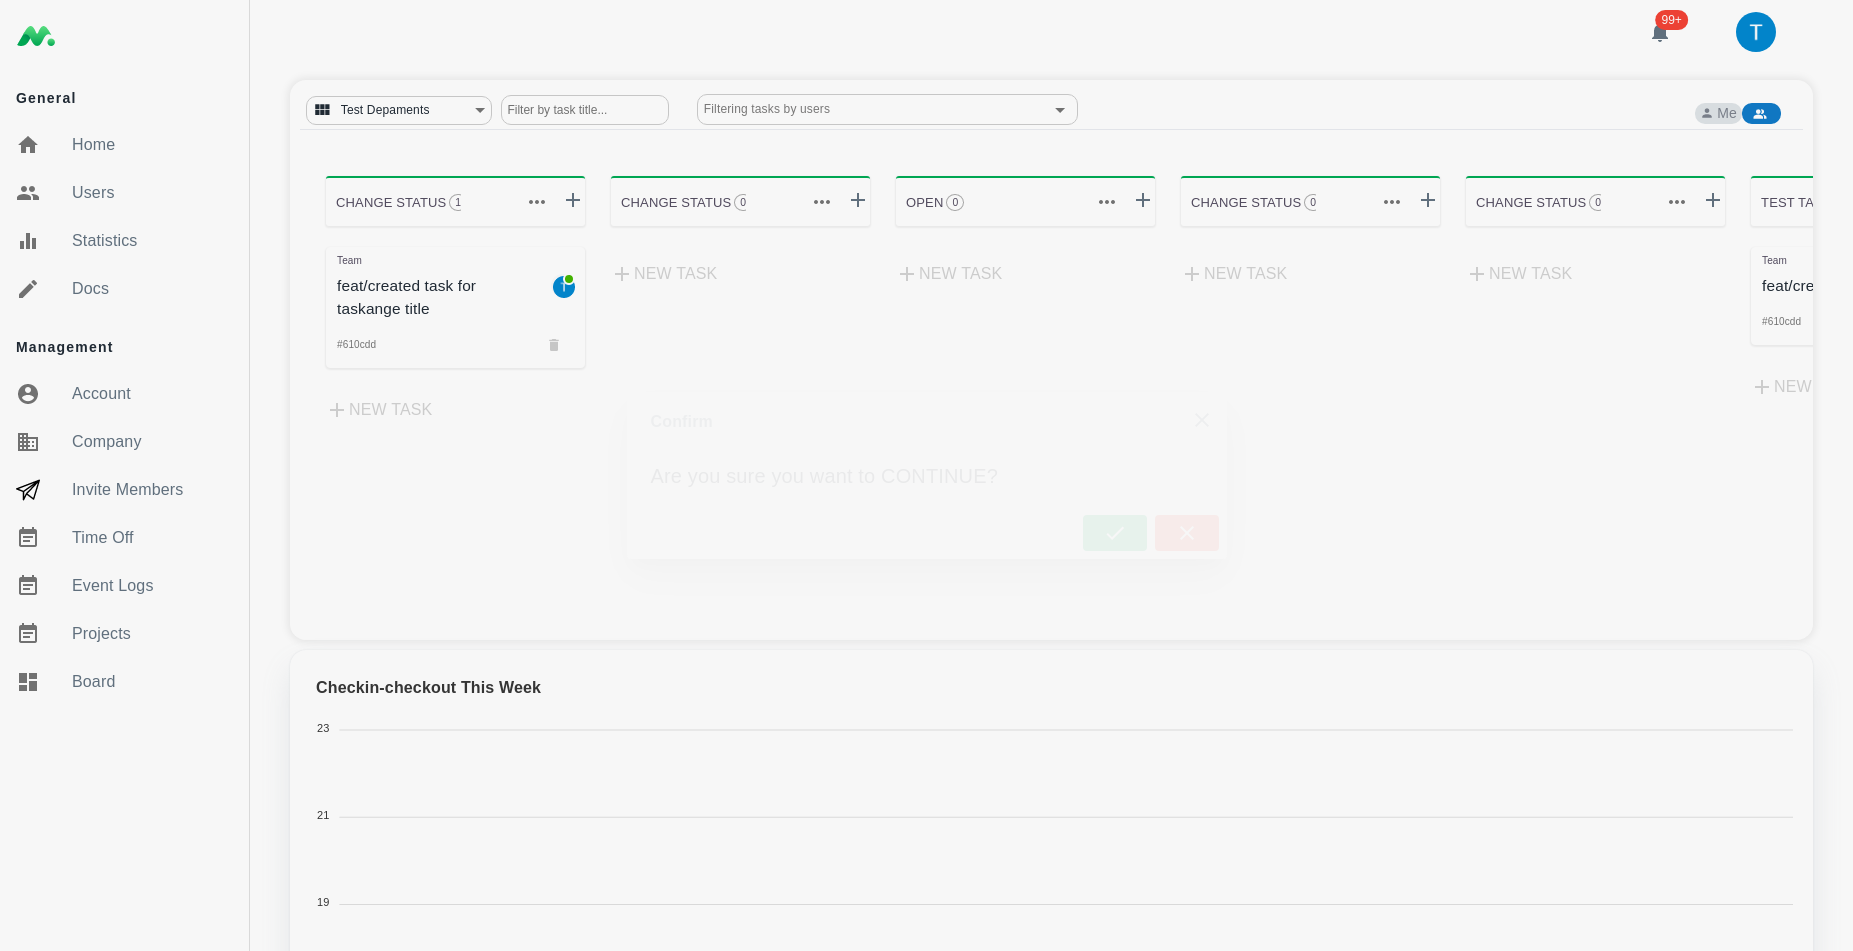 99+
T
General
Home
Users
Statistics
Docs
Management
Account
Company
Invite Members
Time Off
Event Logs
Projects
Board
Test Depaments
Filter by task title...
Filtering tasks by users
Me
CHANGE STATUS 1
CHANGE STATUS 0
OPEN 0
CHANGE STATUS 0
CHANGE STATUS 0
TEST TA
Team
feat/created task for
taskange title
T
#610cdd
NEW TASK
NEW TASK
NEW TASK
NEW TASK
NEW TASK
Team
feat/cre
#610cdd
NEW
Confirm
Are you sure you want to CONTINUE?
Checkin-checkout This Week
23
21
19